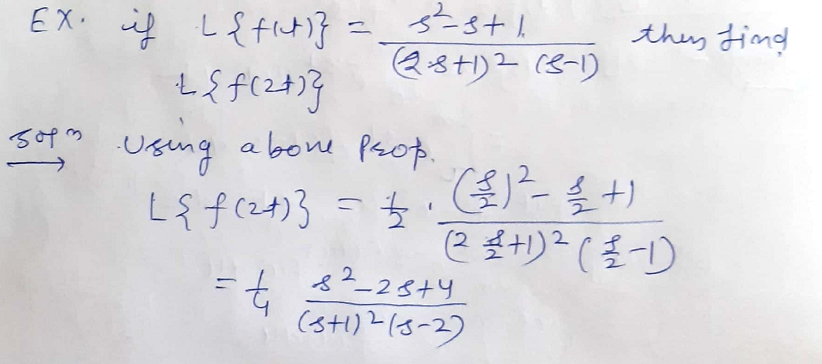 EX. if L{f(t)} = s²-s+1 / (2s+1)² (s-1) then find
L{f(2t)}
Solⁿ Using above Prop.
L{f(2t)} = 1/2 . (s/2)² - s/2 +1 / (2 s/2 +1)² (s/2 -1)
= 1/4 s²-2s+4 / (s+1)² (s-2)